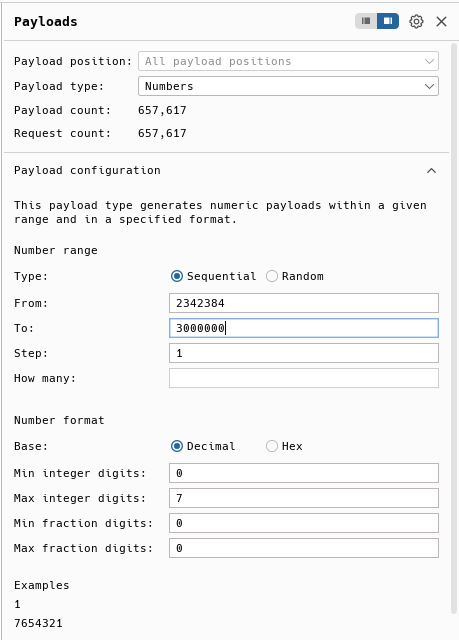 Payloads
Payload position: All payload positions
Payload type: Numbers
Payload count: 657,617
Request count: 657,617
Payload configuration
This payload type generates numeric payloads within a given
range and in a specified format.
Number range
Type: Sequential Random
From: 2342384
To: 3000000
Step: 1
How many:
Number format
Base: Decimal Hex
Min integer digits: 0
Max integer digits: 7
Min fraction digits: 0
Max fraction digits: 0
Examples
1
7654321